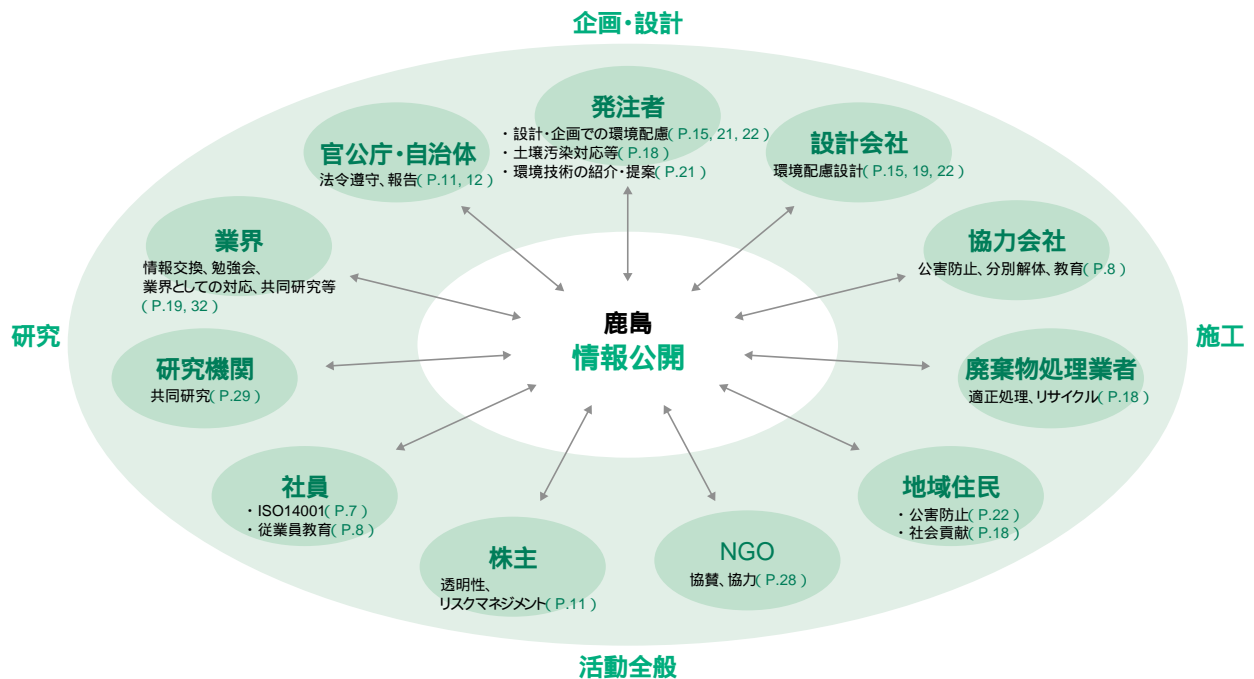 企画・設計
発注者
・設計・企画での環境配慮( P.15, 21, 22 )
・土壌汚染対応等( P.18 )
・環境技術の紹介・提案( P.21 )
官公庁・自治体
法令遵守、報告( P.11, 12 )
設計会社
環境配慮設計( P.15, 19, 22 )
業界
情報交換、勉強会、
業界としての対応、共同研究等
( P.19, 32 )
協力会社
公害防止、分別解体、教育( P.8 )
研究
鹿島
情報公開
施工
研究機関
共同研究( P.29 )
廃棄物処理業者
適正処理、リサイクル( P.18 )
社員
・ISO14001( P.7 )
・従業員教育( P.8 )
地域住民
・公害防止( P.22 )
・社会貢献( P.18 )
株主
透明性、
リスクマネジメント( P.11 )
NGO
協賛、協力( P.28 )
活動全般